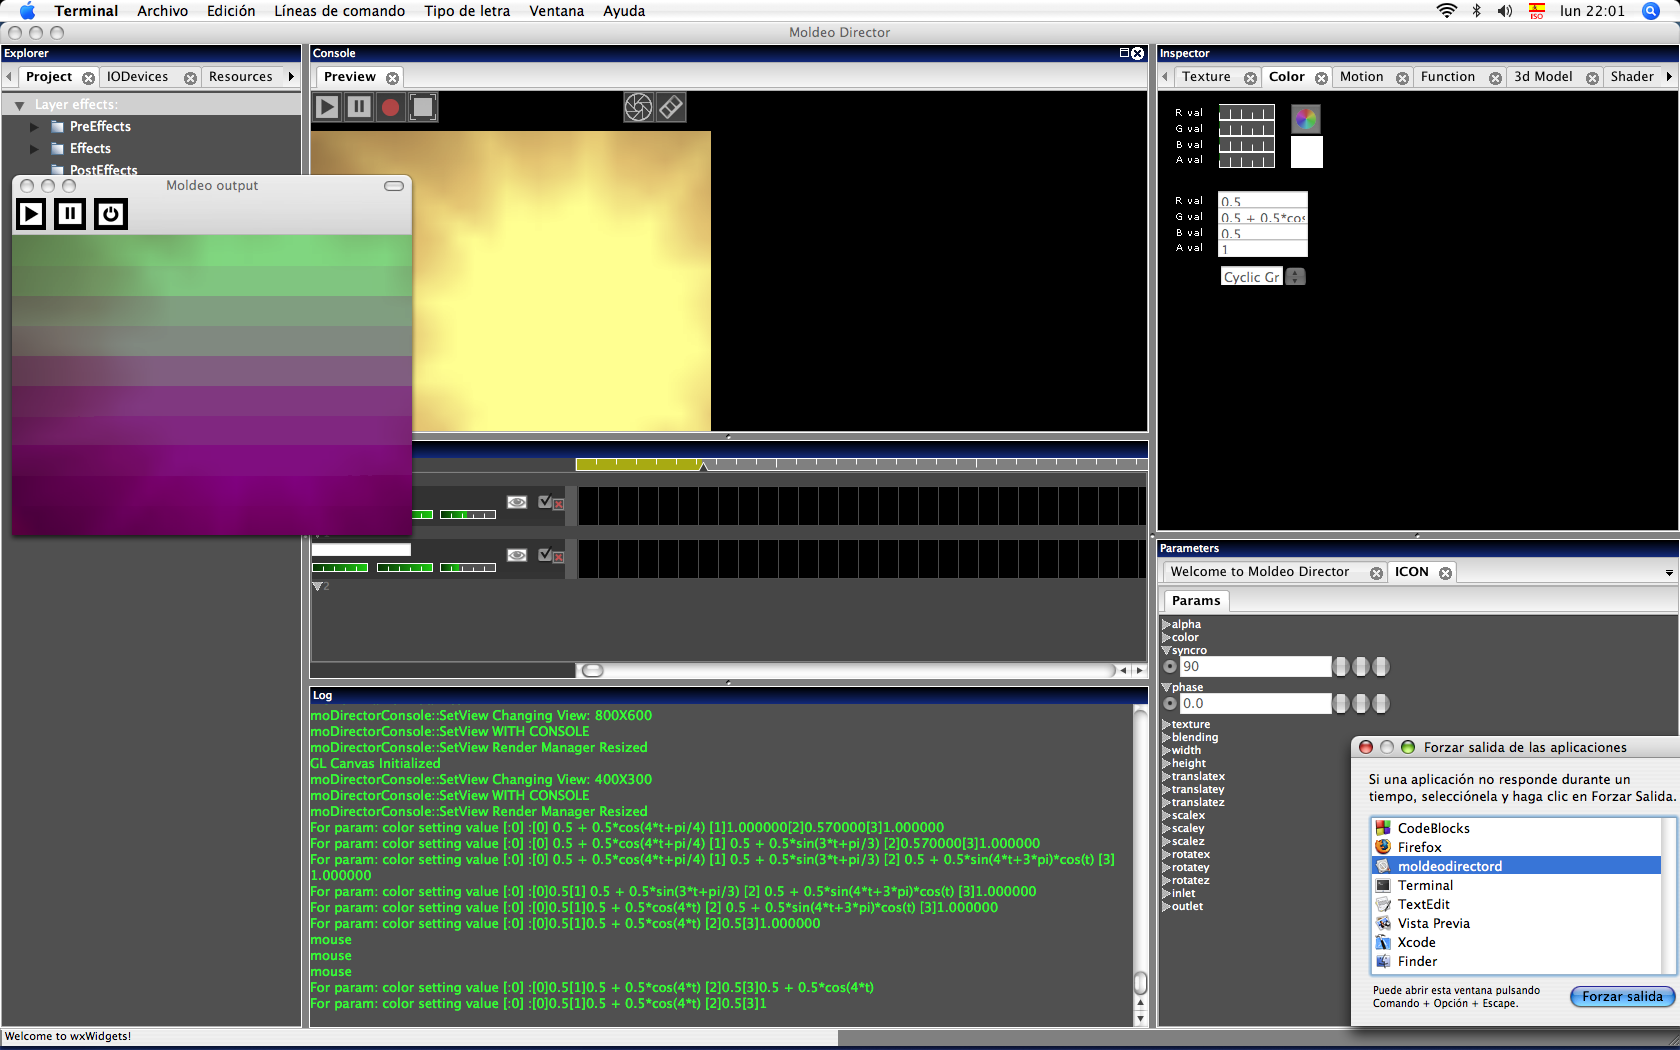 Terminal Archivo Edición Líneas de comando Tipo de letra Ventana Ayuda
ISO
lun 22:01
Moldeo Director
Explorer
Project IODevices Resources
Layer effects:
PreEffects
Effects
PostEffects
Moldeo output
Console
Preview
2
Log
moDirectorConsole::SetView Changing View: 800X600
moDirectorConsole::SetView WITH CONSOLE
moDirectorConsole::SetView Render Manager Resized
GL Canvas Initialized
moDirectorConsole::SetView Changing View: 400X300
moDirectorConsole::SetView WITH CONSOLE
moDirectorConsole::SetView Render Manager Resized
For param: color setting value [:0] :[0] 0.5 + 0.5*cos(4*t+pi/4) [1]1.000000[2]0.570000[3]1.000000
For param: color setting value [:0] :[0] 0.5 + 0.5*cos(4*t+pi/4) [1] 0.5 + 0.5*sin(3*t+pi/3) [2]0.570000[3]1.000000
For param: color setting value [:0] :[0] 0.5 + 0.5*cos(4*t+pi/4) [1] 0.5 + 0.5*sin(3*t+pi/3) [2] 0.5 + 0.5*sin(4*t+3*pi)*cos(t) [3]
1.000000
For param: color setting value [:0] :[0]0.5[1] 0.5 + 0.5*sin(3*t+pi/3) [2] 0.5 + 0.5*sin(4*t+3*pi)*cos(t) [3]1.000000
For param: color setting value [:0] :[0]0.5[1]0.5 + 0.5*cos(4*t) [2] 0.5 + 0.5*sin(4*t+3*pi)*cos(t) [3]1.000000
For param: color setting value [:0] :[0]0.5[1]0.5 + 0.5*cos(4*t) [2]0.5[3]1.000000
mouse
mouse
mouse
For param: color setting value [:0] :[0]0.5[1]0.5 + 0.5*cos(4*t) [2]0.5[3]0.5 + 0.5*cos(4*t)
For param: color setting value [:0] :[0]0.5[1]0.5 + 0.5*cos(4*t) [2]0.5[3]1
Inspector
Texture Color Motion Function 3d Model Shader
R val
G val
B val
A val
R val 0.5
G val 0.5 + 0.5*cos
B val 0.5
A val 1
Cyclic Gr
Parameters
Welcome to Moldeo Director ICON
Params
alpha
color
syncro
90
phase
0.0
texture
blending
width
height
translatex
translatey
translatez
scalex
scaley
scalez
rotatex
rotatey
rotatez
inlet
outlet
Forzar salida de las aplicaciones
Si una aplicación no responde durante un
tiempo, selecciónela y haga clic en Forzar Salida.
CodeBlocks
Firefox
moldeodirectord
Terminal
TextEdit
Vista Previa
Xcode
Finder
Puede abrir esta ventana pulsando
Comando + Opción + Escape.
Forzar salida
Welcome to wxWidgets!